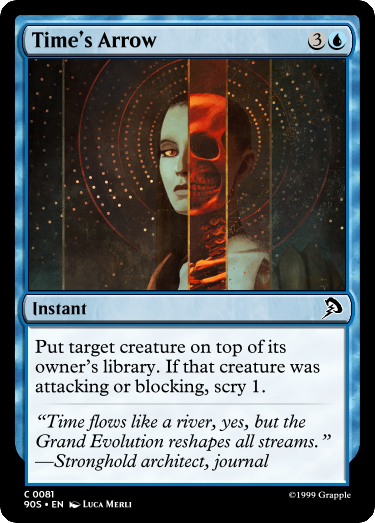 Time's Arrow 3
Instant
Put target creature on top of its
owner's library. If that creature was
attacking or blocking, scry 1.
"Time flows like a river, yes, but the
Grand Evolution reshapes all streams."
—Stronghold architect, journal
C 0081 ©1999 Grapple
90S • EN Luca Merli